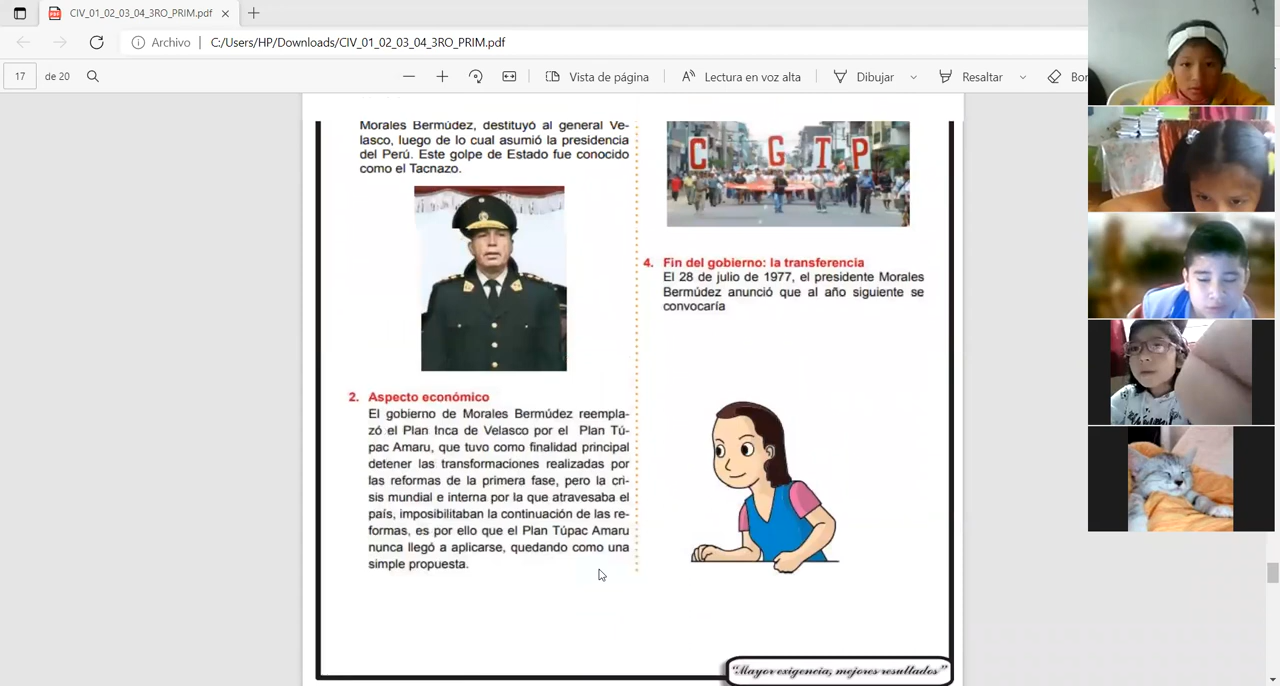 CIV_01_02_03_04_3RO_PRIM.pdf
Archivo
C:/Users/HP/Downloads/CIV_01_02_03_04_3RO_PRIM.pdf
17
de 20
Vista de página
Lectura en voz alta
Dibujar
Resaltar
Bor
Morales Bermúdez, destituyó al general Ve-
lasco, luego de lo cual asumió la presidencia
del Perú. Este golpe de Estado fue conocido
como el Tacnazo.
2. Aspecto económico
El gobierno de Morales Bermúdez reempla-
zó el Plan Inca de Velasco por el Plan Tú-
pac Amaru, que tuvo como finalidad principal
detener las transformaciones realizadas por
las reformas de la primera fase, pero la cri-
sis mundial e interna por la que atravesaba el
país, imposibilitaban la continuación de las re-
formas, es por ello que el Plan Túpac Amaru
nunca llegó a aplicarse, quedando como una
simple propuesta.
C G T P
4. Fin del gobierno: la transferencia
El 28 de julio de 1977, el presidente Morales
Bermúdez anunció que al año siguiente se
convocaría
"Mayor exigencia, mejores resultados"